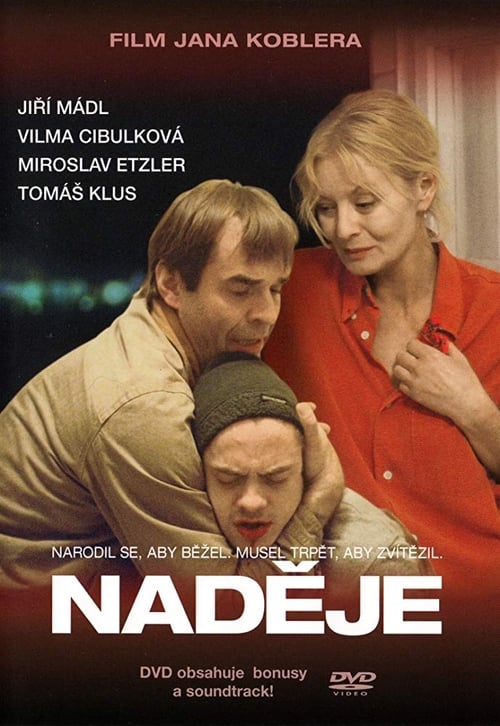 FILM JANA KOBLERA
JIŘÍ MÁDL
VILMA CIBULKOVÁ
MIROSLAV ETZLER
TOMÁŠ KLUS
NARODIL SE, ABY BĚŽEL. MUSEL TRPĚT, ABY ZVÍTĚZIL.
NADĚJE
DVD obsahuje bonusy
a soundtrack!
DVD
VIDEO